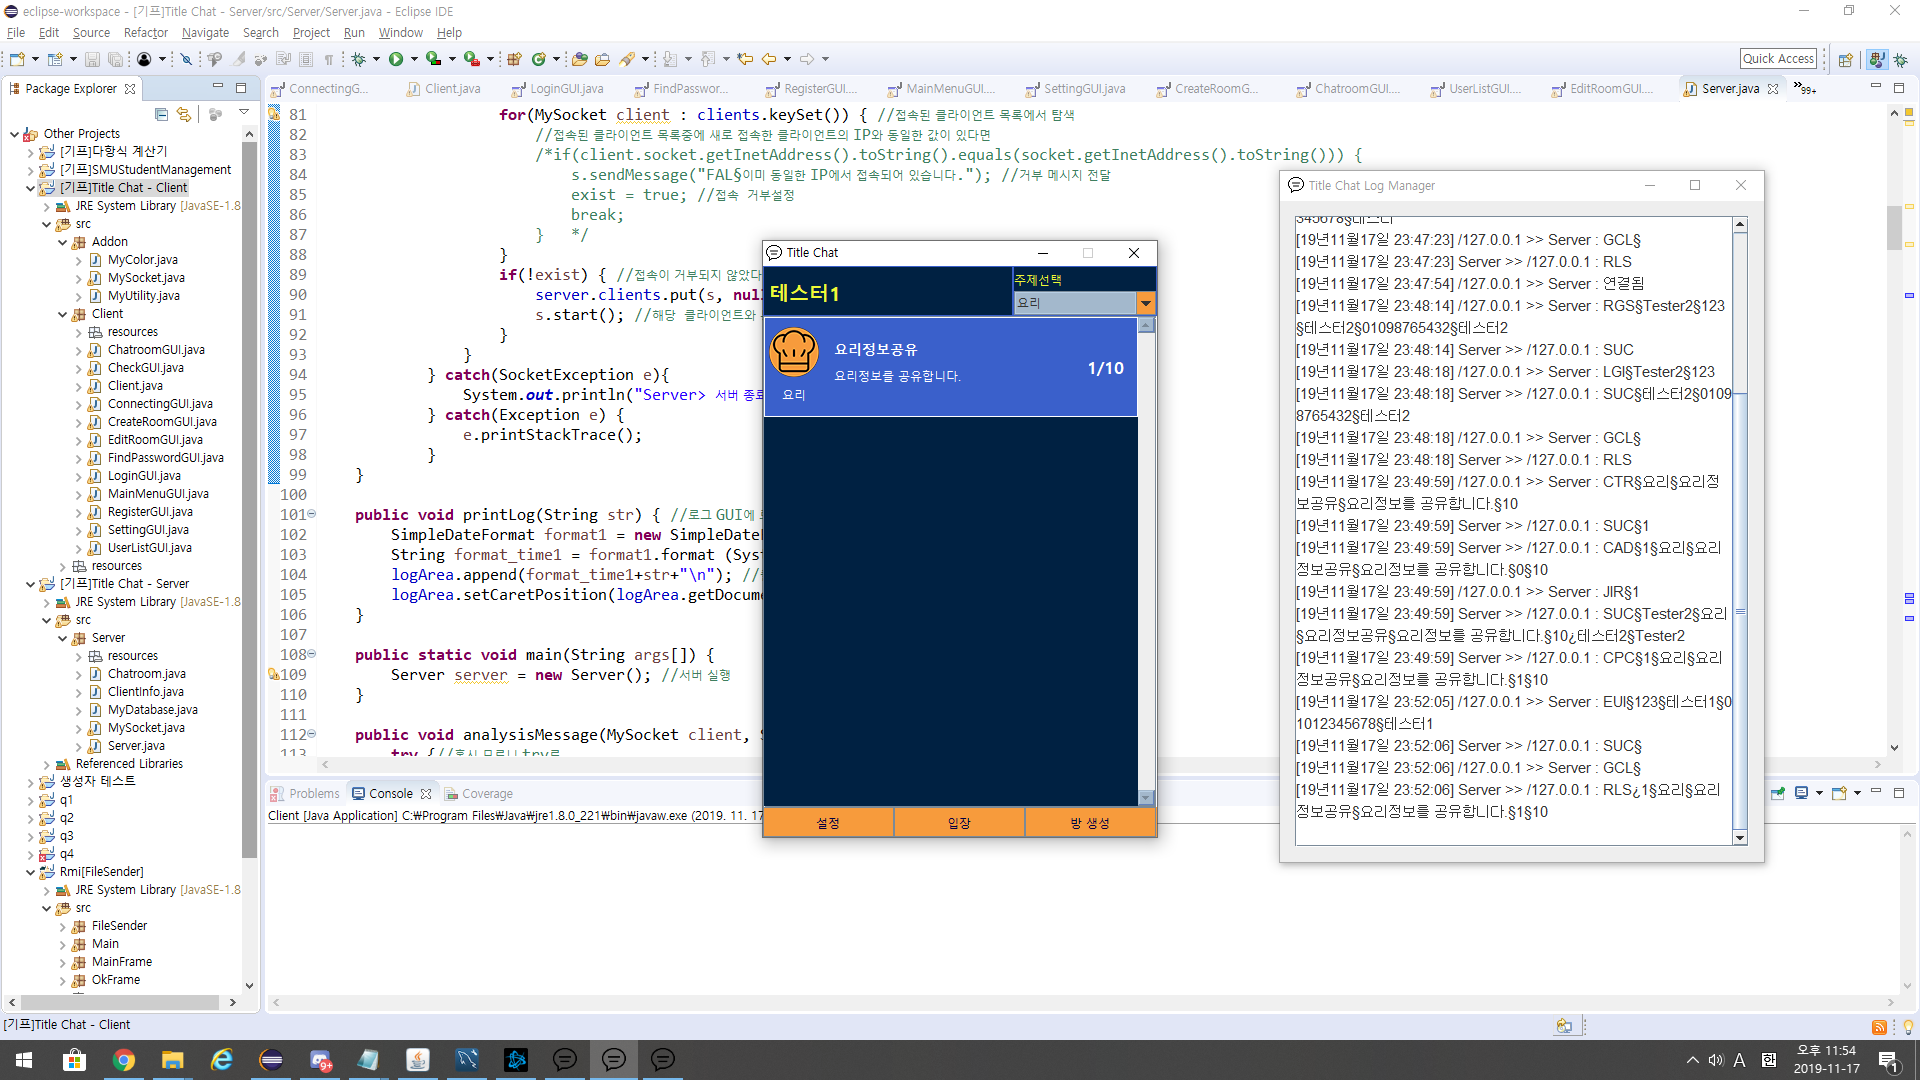 eclipse-workspace - [기프]Title Chat - Server/src/Server/Server.java - Eclipse IDE
File Edit Source Refactor Navigate Search Project Run Window Help
Quick Access
Package Explorer
Other Projects
[기프]다항식 계산기
[기프]SMUStudentManagement
[기프]Title Chat - Client
JRE System Library [JavaSE-1.8
src
Addon
MyColor.java
MySocket.java
MyUtility.java
Client
resources
ChatroomGUI.java
CheckGUI.java
Client.java
ConnectingGUI.java
CreateRoomGUI.java
EditRoomGUI.java
FindPasswordGUI.java
LoginGUI.java
MainMenuGUI.java
RegisterGUI.java
SettingGUI.java
UserListGUI.java
resources
[기프]Title Chat - Server
JRE System Library [JavaSE-1.8
src
Server
resources
Chatroom.java
ClientInfo.java
MyDatabase.java
MySocket.java
Server.java
Referenced Libraries
생성자 테스트
q1
q2
q3
q4
Rmi[FileSender]
JRE System Library [JavaSE-1.8
src
FileSender
Main
MainFrame
OkFrame
[기프]Title Chat - Client
ConnectingG... Client.java LoginGUI.java FindPasswor... RegisterGUI.... MainMenuGUI.... SettingGUI.java CreateRoomG... ChatroomGUI.... UserListGUI.... EditRoomGUI.... Server.java »99+
81 for(MySocket client : clients.keySet()) { //접속된 클라이언트 목록에서 탐색
82 //접속된 클라이언트 목록중에 새로 접속한 클라이언트의 IP와 동일한 값이 있다면
83 /*if(client.socket.getInetAddress().toString().equals(socket.getInetAddress().toString())) {
84 s.sendMessage("FAL§이미 동일한 IP에서 접속되어 있습니다."); //거부 메시지 전달
85 exist = true; //접속 거부설정
86 break;
87 } */
88 }
89 if(!exist) { //접속이 거부되지 않았다
90 server.clients.put(s, nul
91 s.start(); //해당 클라이언트와
92 }
93 }
94 } catch(SocketException e){
95 System.out.println("Server> 서버 종료
96 } catch(Exception e) {
97 e.printStackTrace();
98 }
99 }
100
101 public void printLog(String str) { //로그 GUI에
102 SimpleDateFormat format1 = new SimpleDate
103 String format_time1 = format1.format (Sys
104 logArea.append(format_time1+str+"\n"); //
105 logArea.setCaretPosition(logArea.getDocum
106 }
107
108 public static void main(String args[]) {
109 Server server = new Server(); //서버 실행
110 }
111
112 public void analysisMessage(MySocket client,
113 try {//혹시 모르니 try로
Problems Console Coverage
Client [Java Application] C:₩Program Files₩Java₩jre1.8.0_221₩bin₩javaw.exe (2019. 11. 17
Title Chat
테스터1
주제선택
요리
요리정보공유
요리정보를 공유합니다.
1/10
요리
설정 입장 방 생성
Title Chat Log Manager
345678§테스터
[19년11월17일 23:47:23] /127.0.0.1 >> Server : GCL§
[19년11월17일 23:47:23] Server >> /127.0.0.1 : RLS
[19년11월17일 23:47:54] /127.0.0.1 >> Server : 연결됨
[19년11월17일 23:48:14] /127.0.0.1 >> Server : RGS§Tester2§123
§테스터2§01098765432§테스터2
[19년11월17일 23:48:14] Server >> /127.0.0.1 : SUC
[19년11월17일 23:48:18] /127.0.0.1 >> Server : LGI§Tester2§123
[19년11월17일 23:48:18] Server >> /127.0.0.1 : SUC§테스터2§0109
8765432§테스터2
[19년11월17일 23:48:18] /127.0.0.1 >> Server : GCL§
[19년11월17일 23:48:18] Server >> /127.0.0.1 : RLS
[19년11월17일 23:49:59] /127.0.0.1 >> Server : CTR§요리§요리정
보공유§요리정보를 공유합니다.§10
[19년11월17일 23:49:59] Server >> /127.0.0.1 : SUC§1
[19년11월17일 23:49:59] Server >> /127.0.0.1 : CAD§1§요리§요리
정보공유§요리정보를 공유합니다.§0§10
[19년11월17일 23:49:59] /127.0.0.1 >> Server : JIR§1
[19년11월17일 23:49:59] Server >> /127.0.0.1 : SUC§Tester2§요리
§요리정보공유§요리정보를 공유합니다.§10¿테스터2§Tester2
[19년11월17일 23:49:59] Server >> /127.0.0.1 : CPC§1§요리§요리
정보공유§요리정보를 공유합니다.§1§10
[19년11월17일 23:52:05] /127.0.0.1 >> Server : EUI§123§테스터1§0
1012345678§테스터1
[19년11월17일 23:52:06] Server >> /127.0.0.1 : SUC§
[19년11월17일 23:52:06] /127.0.0.1 >> Server : GCL§
[19년11월17일 23:52:06] Server >> /127.0.0.1 : RLS¿1§요리§요리
정보공유§요리정보를 공유합니다.§1§10
9+
A
한
오후 11:54
2019-11-17
1